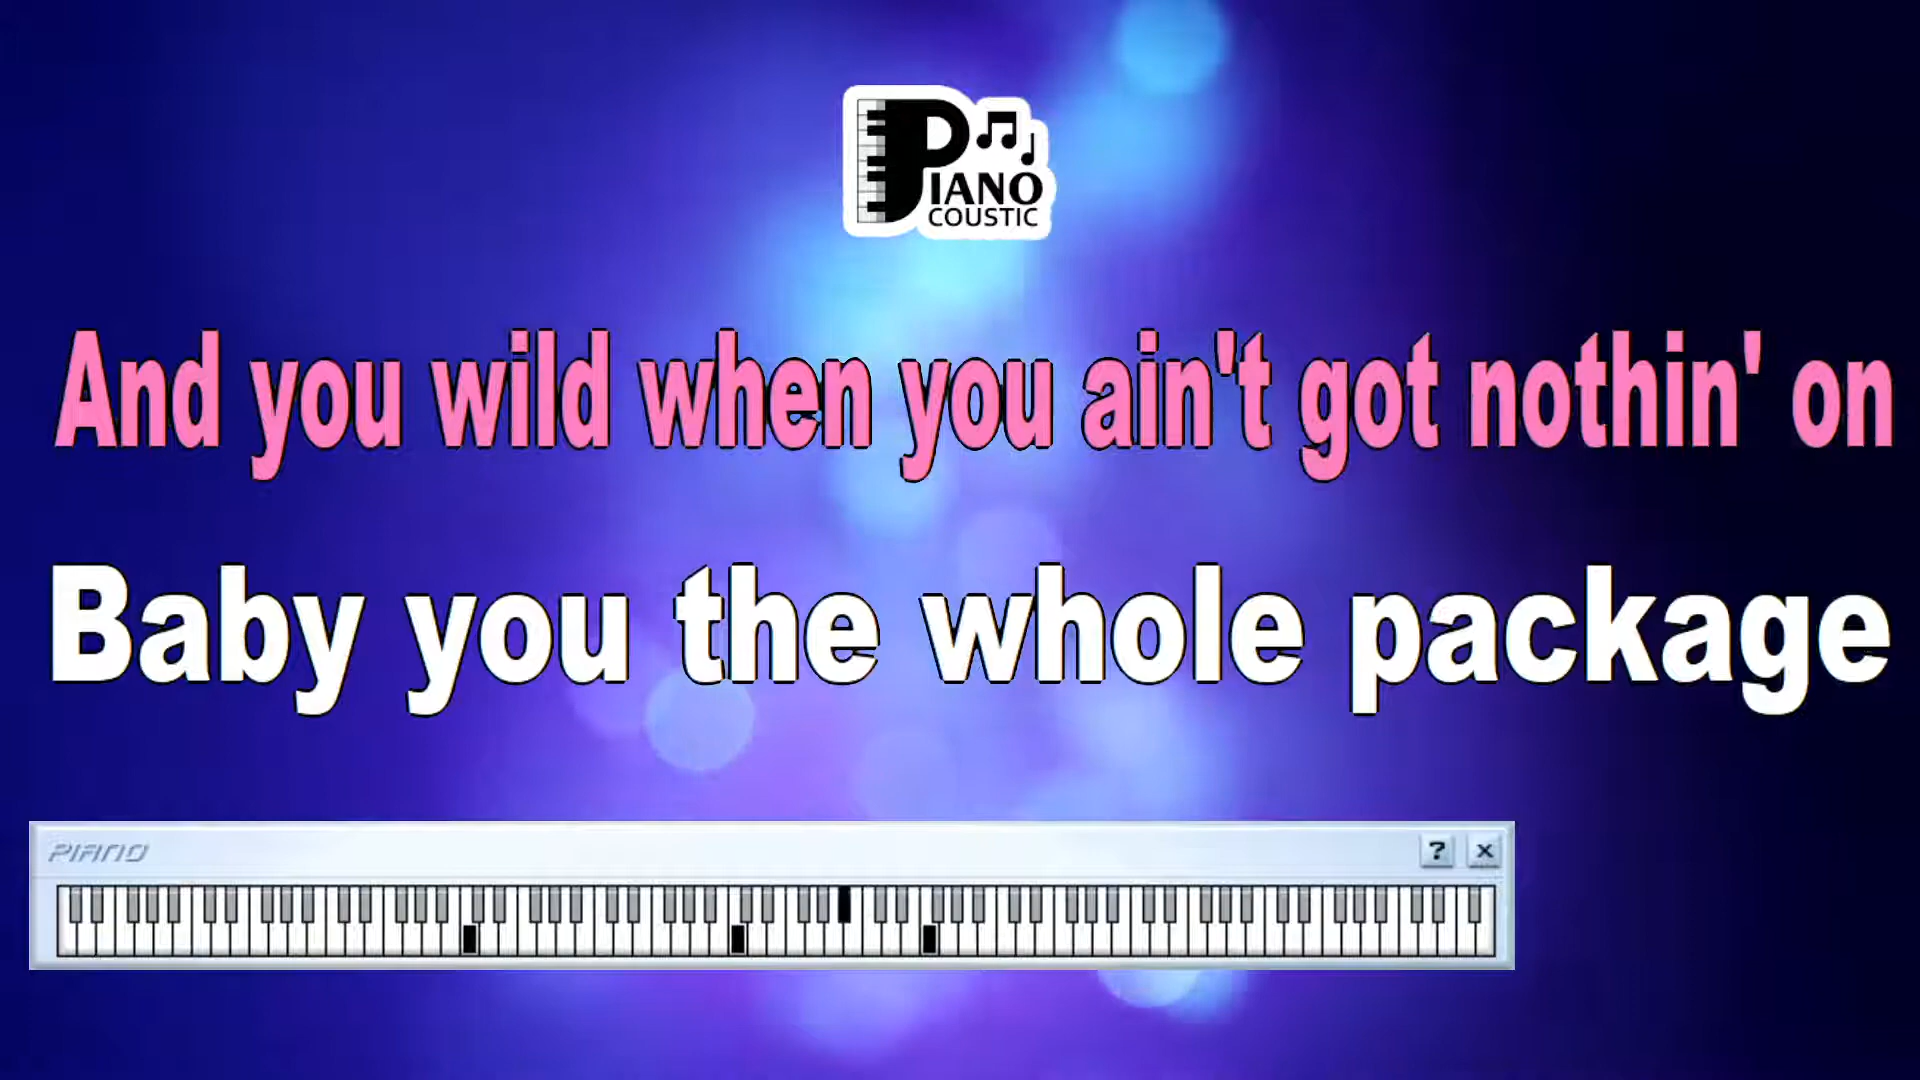 PIANO
COUSTIC
And you wild when you ain't got nothin' on
Baby you the whole package
PIANO ? x